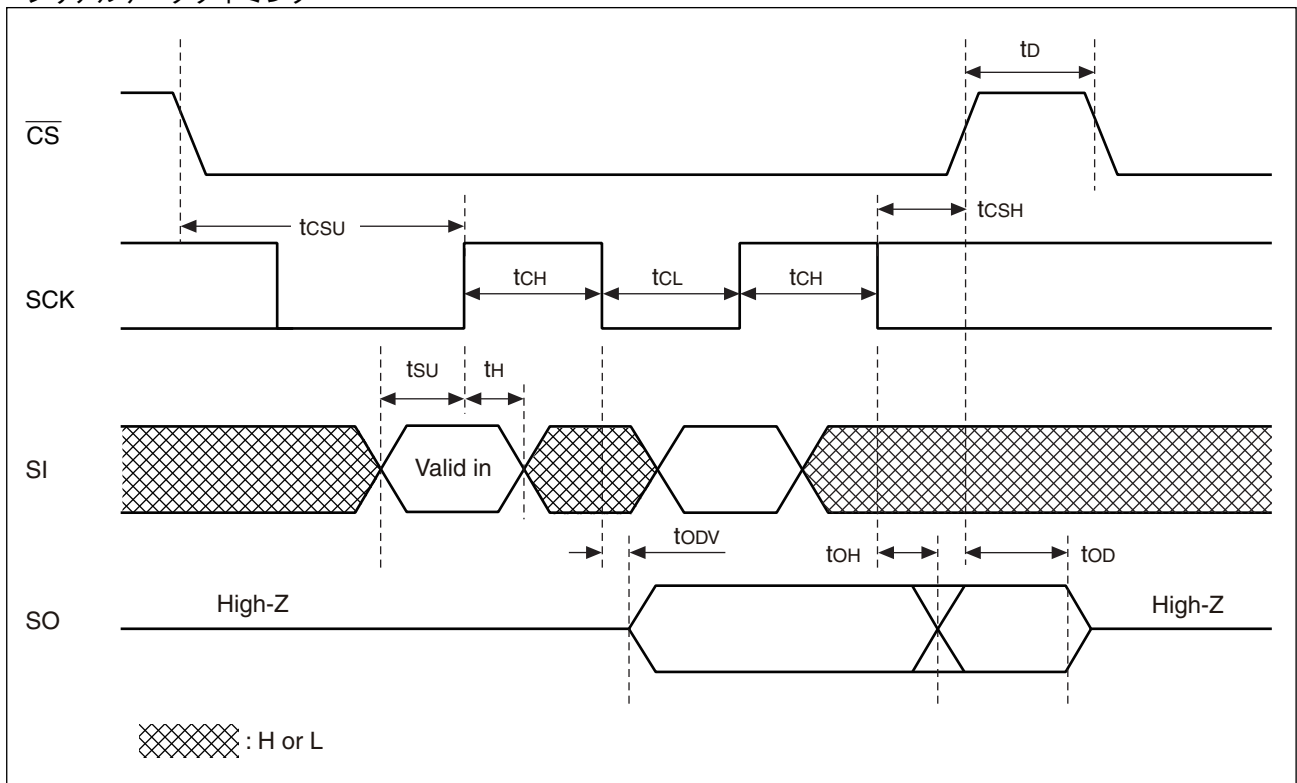 tD
CS
tCSU
tCSH
SCK
tCH
tCL
tCH
tSU
tH
SI
Valid in
tODV
tOH
tOD
SO
High-Z
High-Z
: H or L